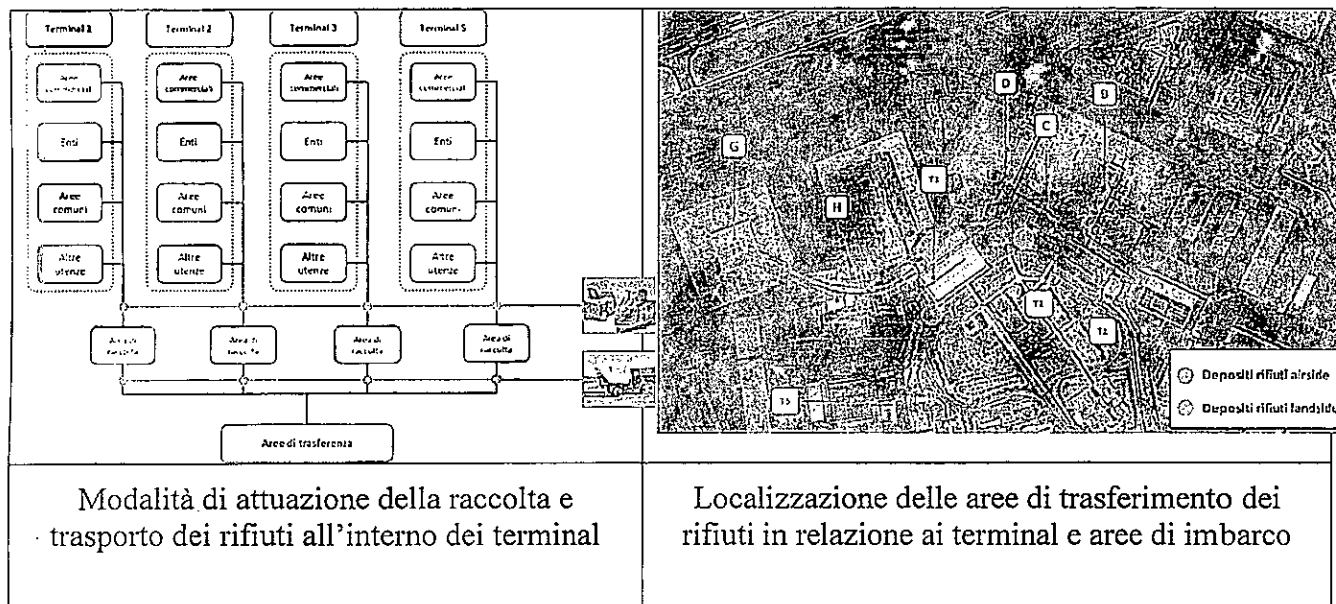 Terminal 1
Terminal 2
Terminal 3
Terminal 5
Aree
commerciali
Aree
commerciali
Aree
commerciali
Aree
commerciali
Enti
Enti
Enti
Enti
Aree
comuni
Aree
comuni
Aree
comuni
Aree
comuni
Altre
utenze
Altre
utenze
Altre
utenze
Altre
utenze
Area di
raccolta
Area di
raccolta
Area di
raccolta
Area di
raccolta
Aree di trasferenza
D
B
C
G
T3
H
T1
T2
T5
Depositi rifiuti airside
Depositi rifiuti landside
Modalità di attuazione della raccolta e
trasporto dei rifiuti all'interno dei terminal
Localizzazione delle aree di trasferimento dei
rifiuti in relazione ai terminal e aree di imbarco